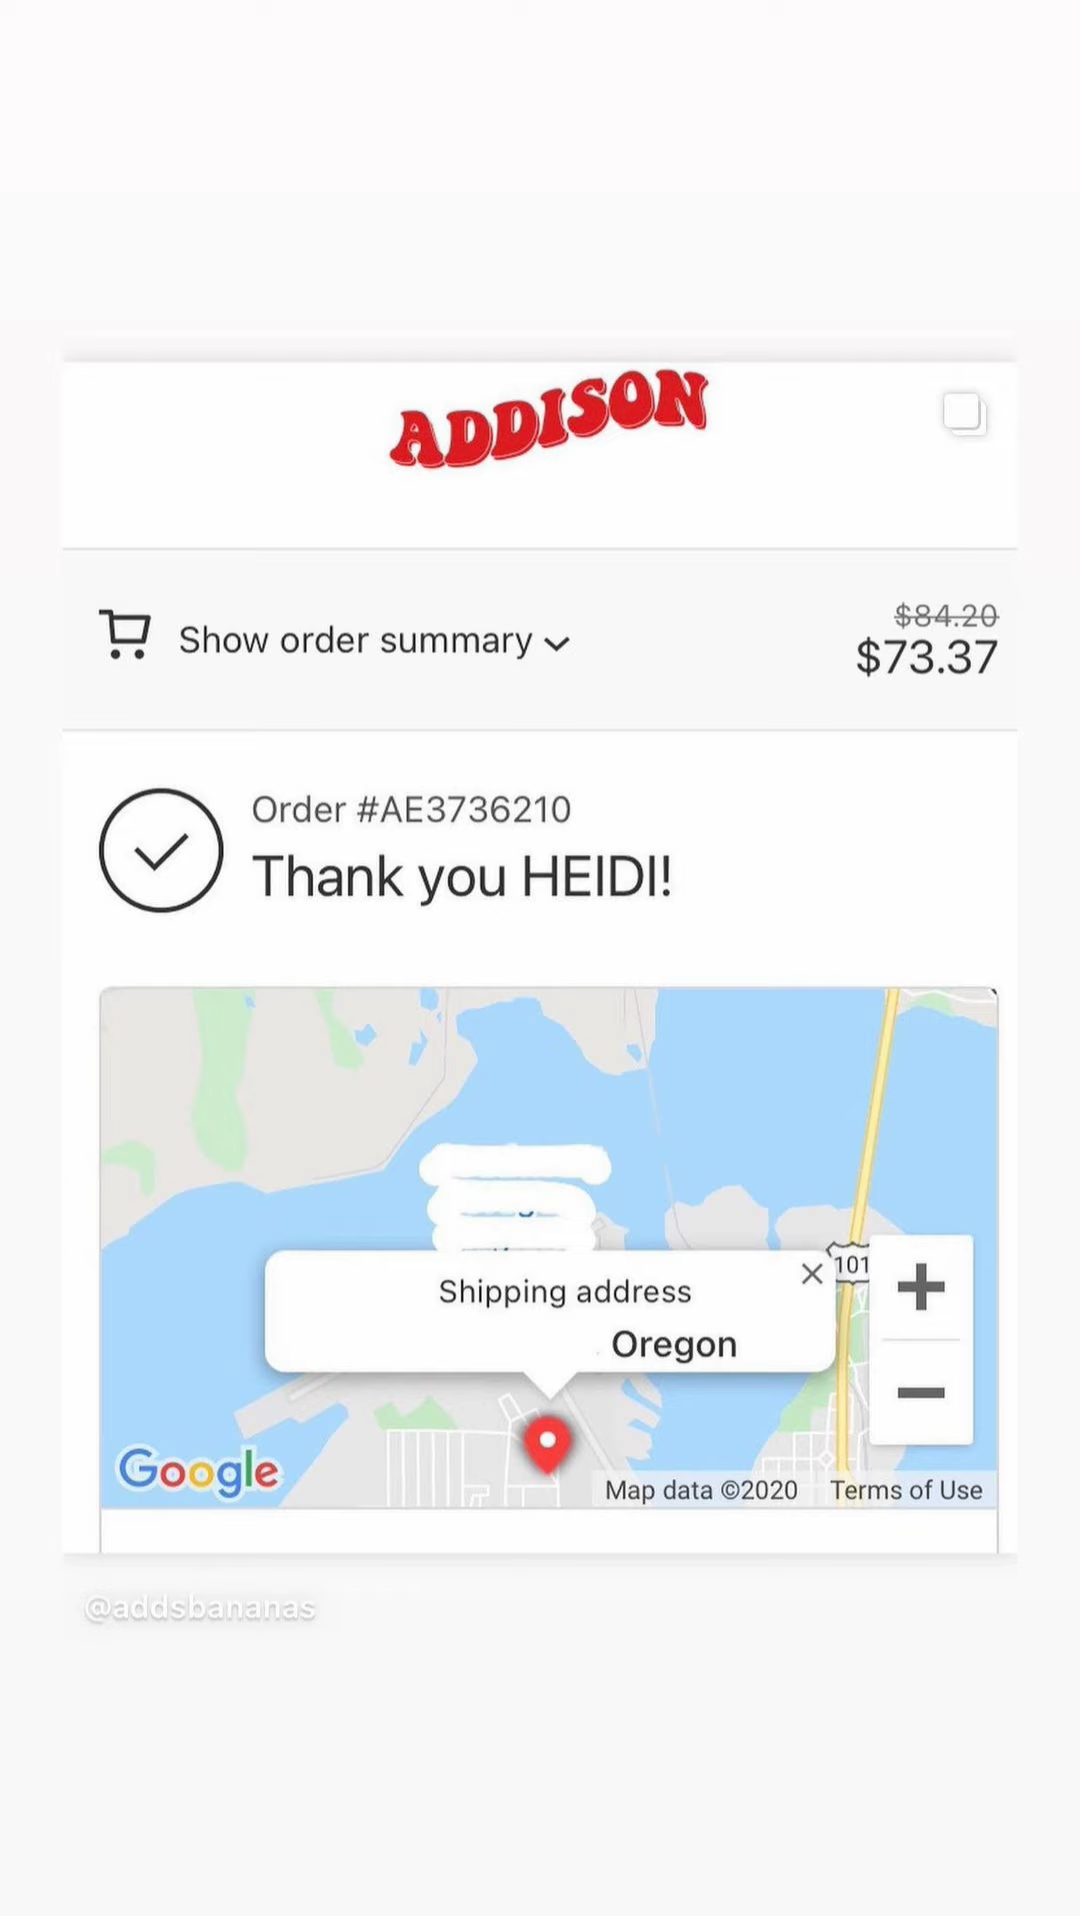 ADDISON
Show order summary
$84.20
$73.37
Order #AE3736210
Thank you HEIDI!
Shipping address
Oregon
101
Google
Map data ©2020 Terms of Use
@addsbananas